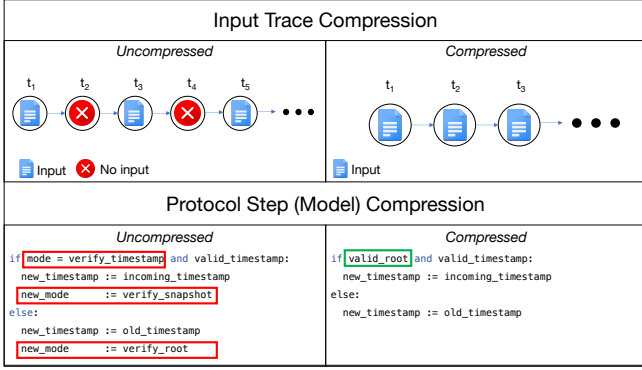 Input Trace Compression
Uncompressed
t1 t2 t3 t4 t5
Input No input
Compressed
t1 t2 t3
Input
Protocol Step (Model) Compression
Uncompressed
if mode = verify_timestamp and valid_timestamp:
new_timestamp := incoming_timestamp
new_mode := verify_snapshot
else:
new_timestamp := old_timestamp
new_mode := verify_root
Compressed
if valid_root and valid_timestamp:
new_timestamp := incoming_timestamp
else:
new_timestamp := old_timestamp